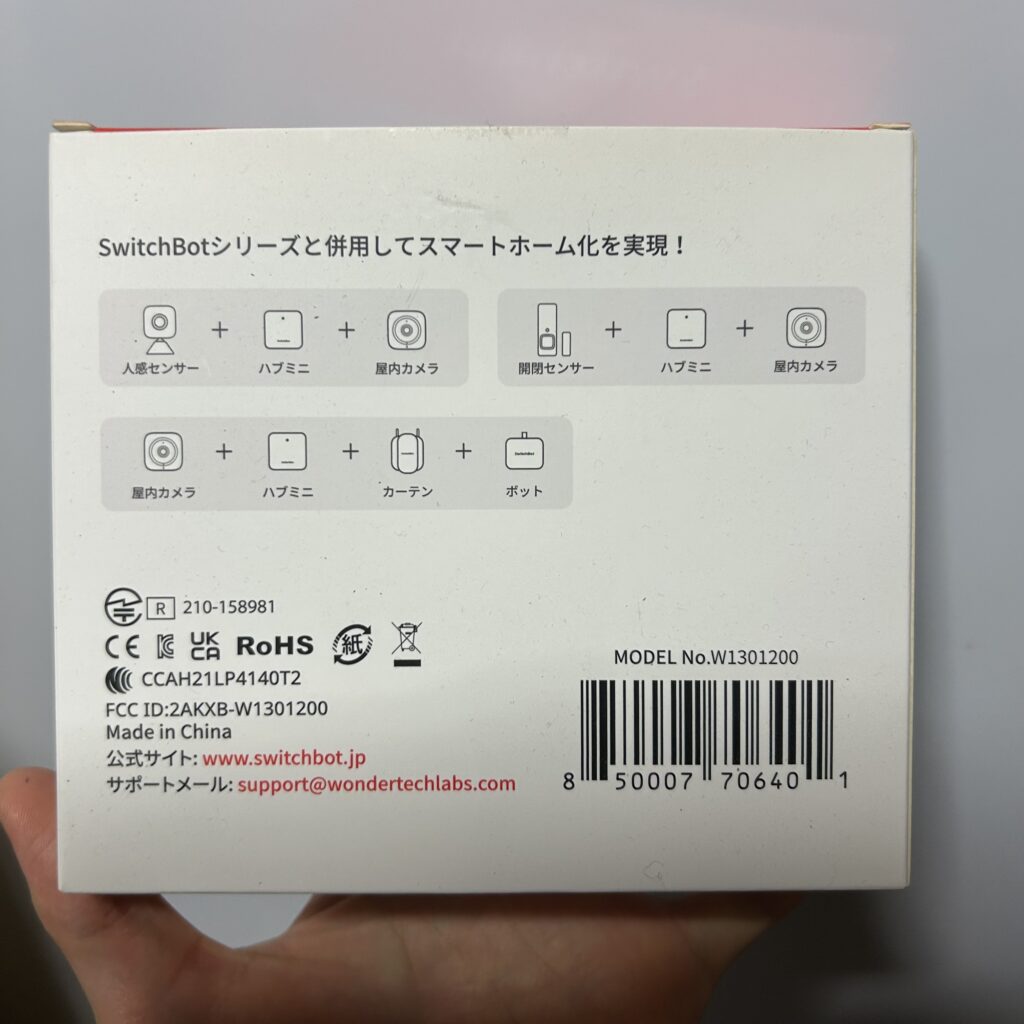 SwitchBotシリーズと併用してスマートホーム化を実現！
人感センサー + ハブミニ + 屋内カメラ
開閉センサー + ハブミニ + 屋内カメラ
屋内カメラ + ハブミニ + カーテン + ボット
R 210-158981
CE UK CA RoHS 紙
CCAH21LP4140T2
FCC ID:2AKXB-W1301200
Made in China
公式サイト: www.switchbot.jp
サポートメール: support@wondertechlabs.com
MODEL No.W1301200
8 50007 70640 1